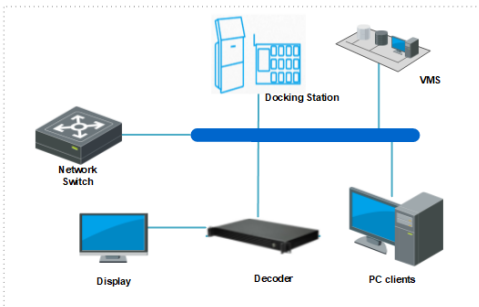 VMS
Docking Station
Network
Switch
Display
Decoder
PC clients